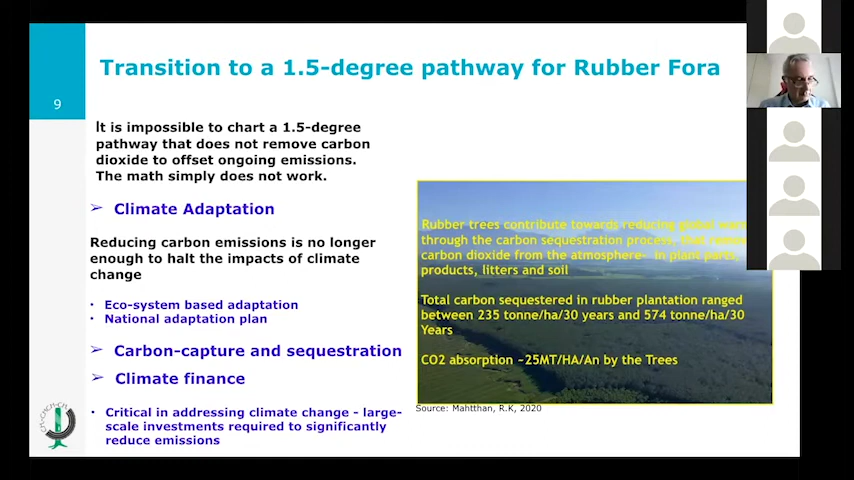 9
Transition to a 1.5-degree pathway for Rubber Fora
It is impossible to chart a 1.5-degree
pathway that does not remove carbon
dioxide to offset ongoing emissions.
The math simply does not work.
➢ Climate Adaptation
Reducing carbon emissions is no longer
enough to halt the impacts of climate
change
• Eco-system based adaptation
• National adaptation plan
➢ Carbon-capture and sequestration
➢ Climate finance
• Critical in addressing climate change - large-
scale investments required to significantly
reduce emissions
Rubber trees contribute towards reducing global
through the carbon sequestration process, that
carbon dioxide from the atmosphere- in plant parts,
products, litters and soil
Total carbon sequestered in rubber plantation ranged
between 235 tonne/ha/30 years and 574 tonne/ha/30
Years
CO2 absorption ~25MT/HA/An by the Trees
Source: Mahtthan, R.K, 2020